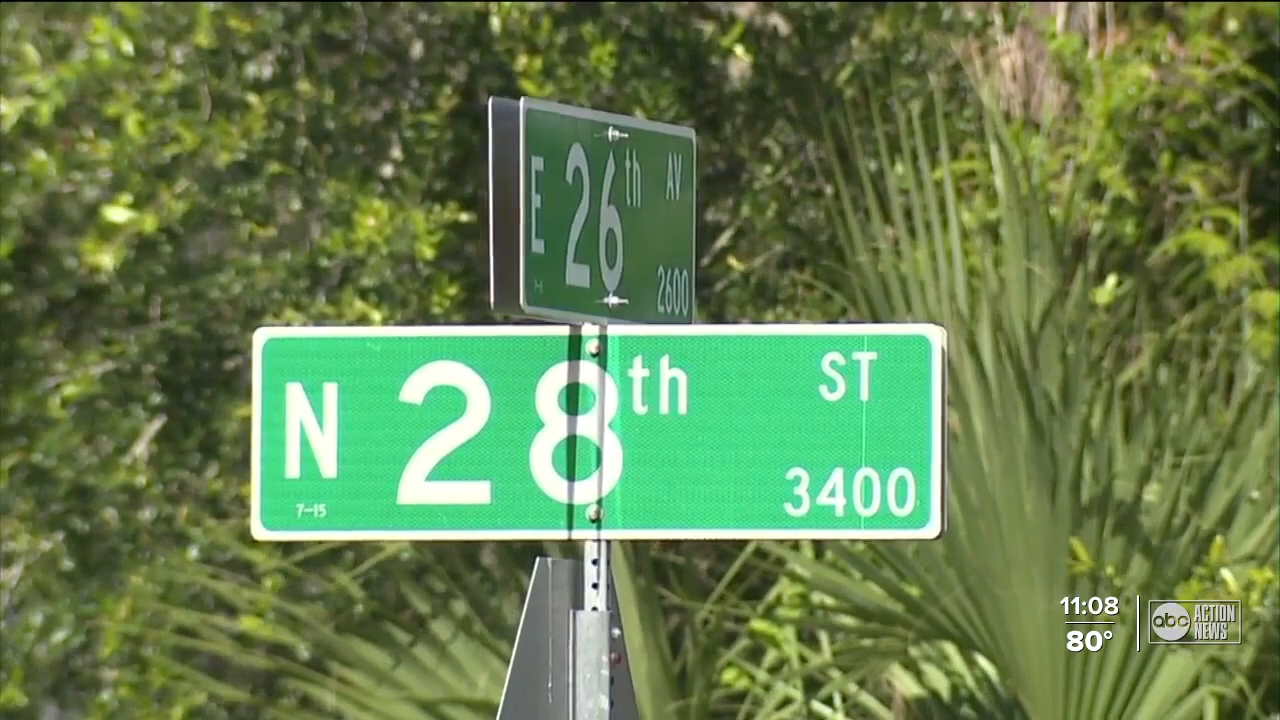 E 26th AV
2600
N 28th ST
7-15
3400
11:08
80°
abc
ACTION
NEWS